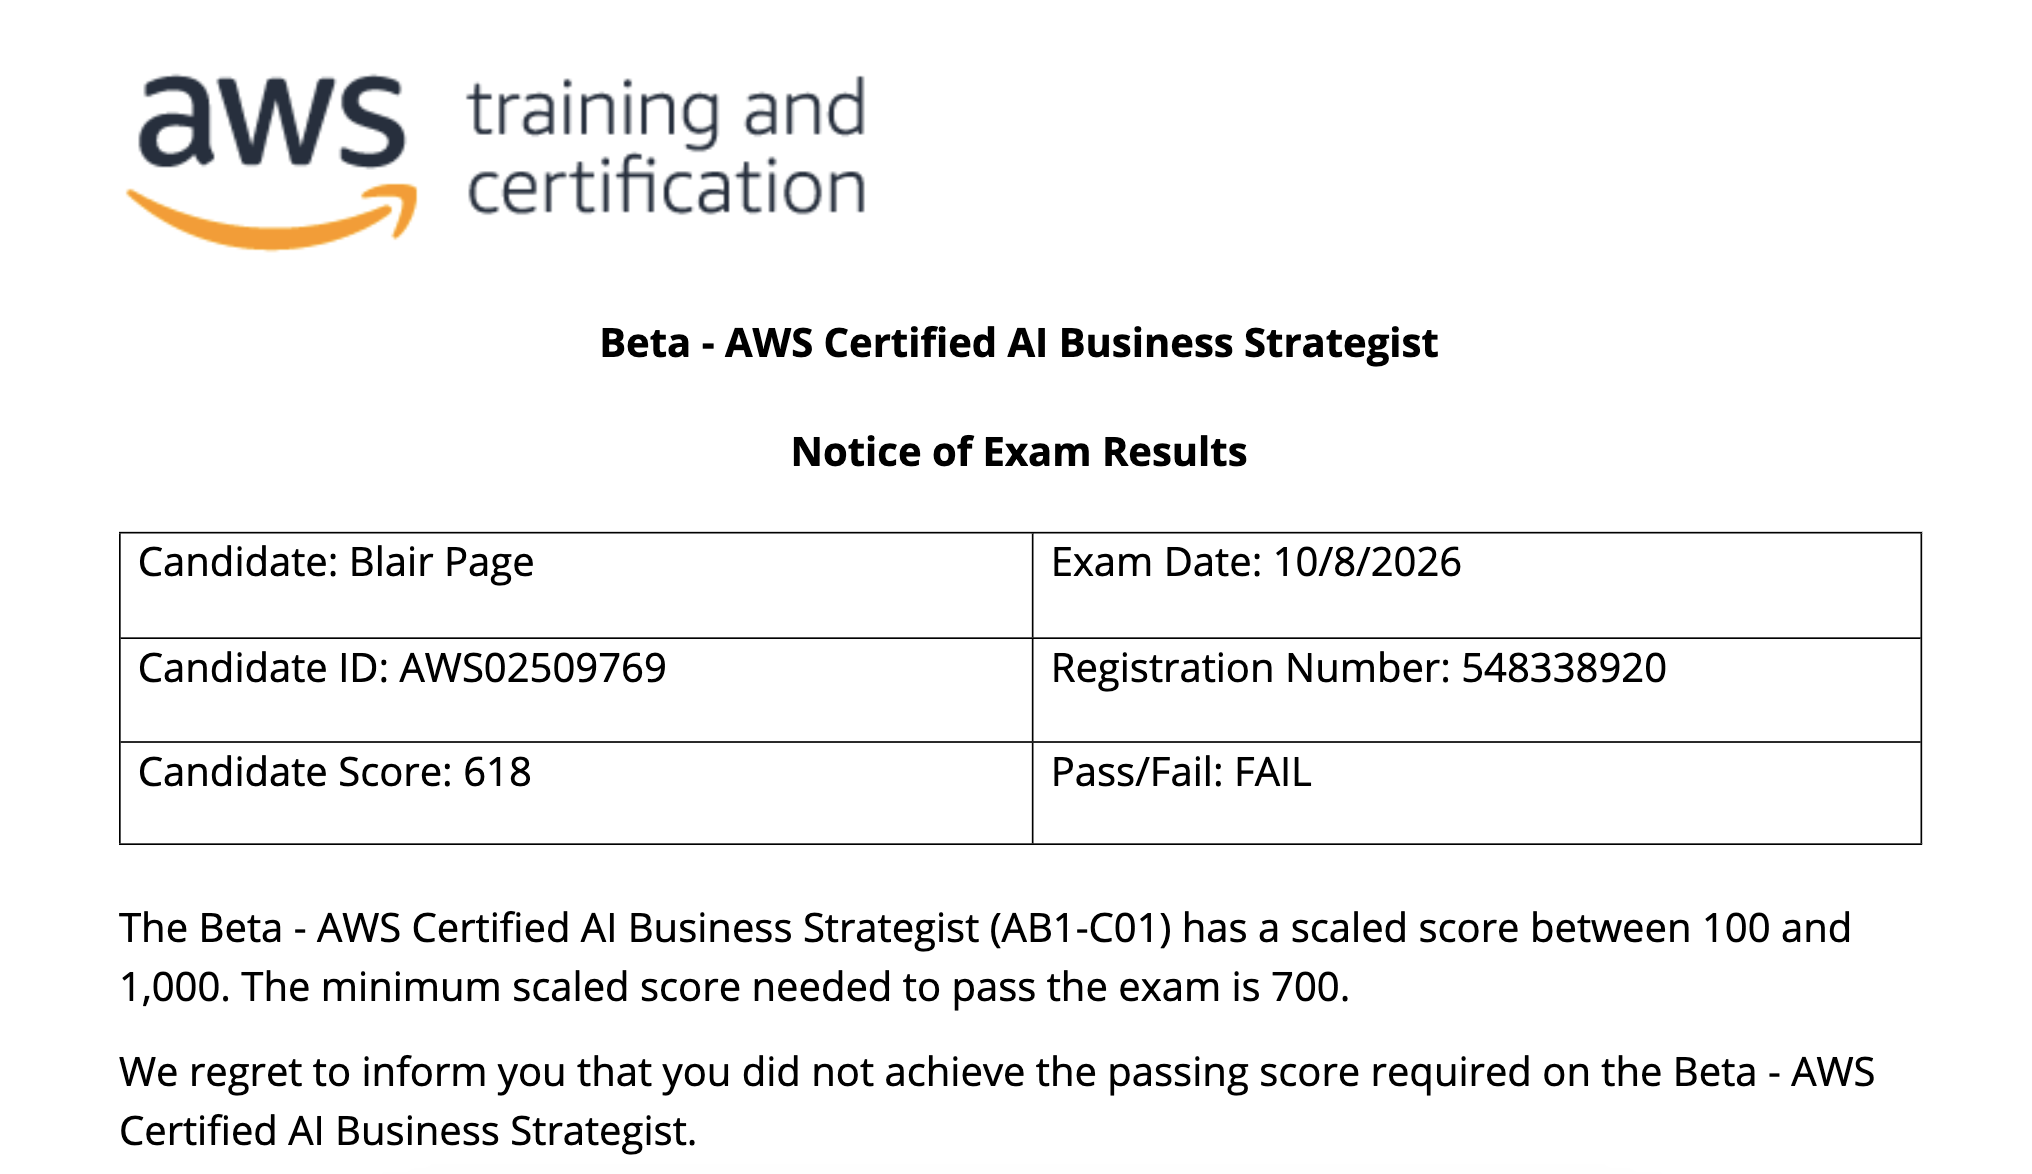 aws training and
certification
Beta - AWS Certified AI Business Strategist
Notice of Exam Results
Candidate: Blair Page
Exam Date: 10/8/2026
Candidate ID: AWS02509769
Registration Number: 548338920
Candidate Score: 618
Pass/Fail: FAIL
The Beta - AWS Certified AI Business Strategist (AB1-C01) has a scaled score between 100 and
1,000. The minimum scaled score needed to pass the exam is 700.
We regret to inform you that you did not achieve the passing score required on the Beta - AWS
Certified AI Business Strategist.